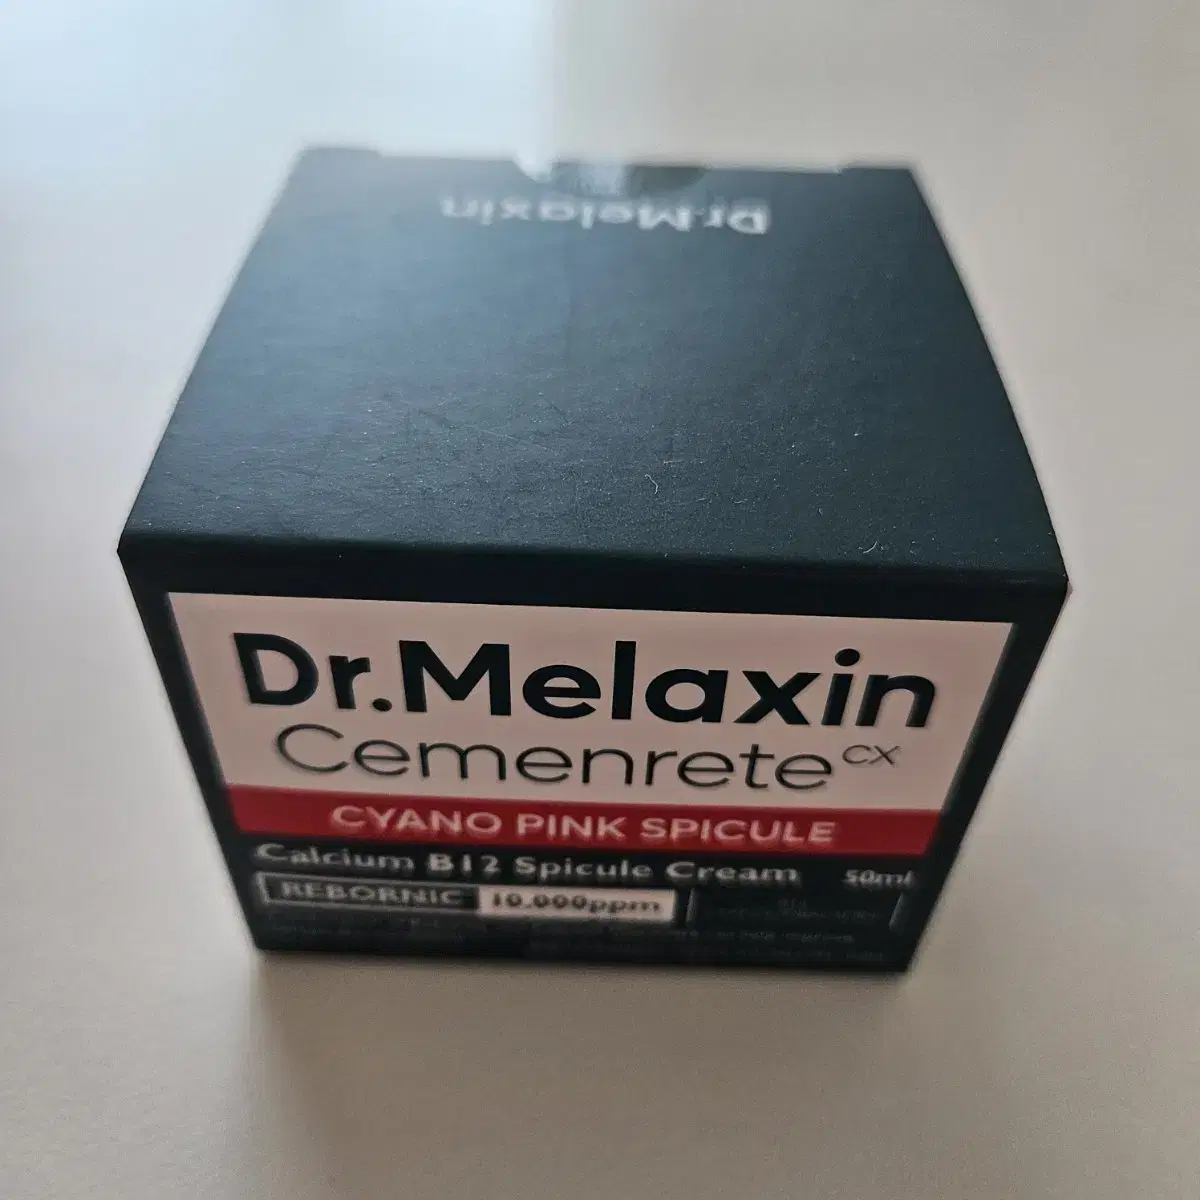 Dr.Melaxin
Dr.Melaxin
Cemenrete CX
CYANO PINK SPICULE
Calcium B12 Spicule Cream 50ml
REBORNIC 10,000ppm